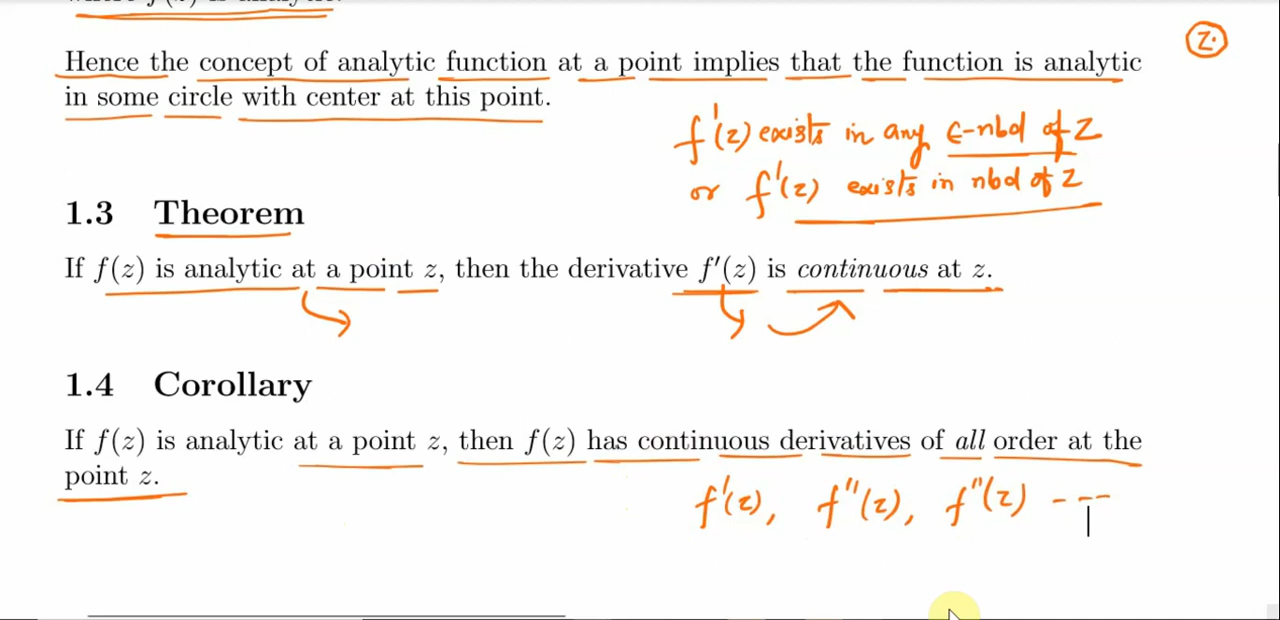 Z.
Hence the concept of analytic function at a point implies that the function is analytic
in some circle with center at this point.
f'(z) exists in any ϵ-nbd of Z
or f'(z) exists in nbd of Z
1.3 Theorem
If f(z) is analytic at a point z, then the derivative f′(z) is continuous at z.
1.4 Corollary
If f(z) is analytic at a point z, then f(z) has continuous derivatives of all order at the
point z.
f'(z), f''(z), f''(z) ---